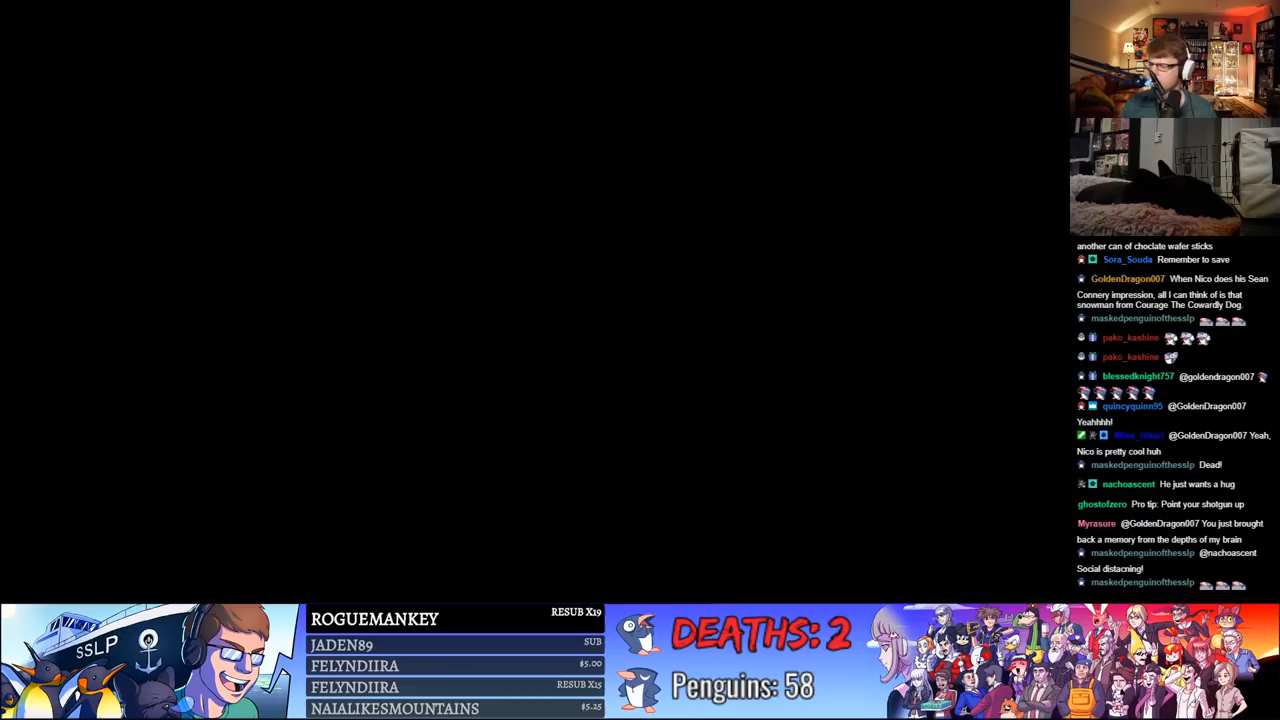 another can of choclate wafer sticks
Sora_Souda Remember to save
GoldenDragon007 When Nico does his Sean
Connery impression, all I can think of is that
snowman from Courage The Cowardly Dog.
maskedpenguinofthesslp
pako_kashine
pako_kashine
blessedknight757 @goldendragon007
quincyquinn95 @GoldenDragon007
Yeahhhh!
@GoldenDragon007 Yeah,
Nico is pretty cool huh
maskedpenguinofthesslp Dead!
nachoascent He just wants a hug
ghostofzero Pro tip: Point your shotgun up
Myrasure @GoldenDragon007 You just brought
back a memory from the depths of my brain
maskedpenguinofthesslp @nachoascent
Social distacning!
maskedpenguinofthesslp
SSLP
ROGUEMANKEY RESUB X19
JADEN89 SUB
FELYNDIIRA $5.00
FELYNDIIRA RESUB X15
NAIALIKESMOUNTAINS $5.25
DEATHS: 2
Penguins: 58